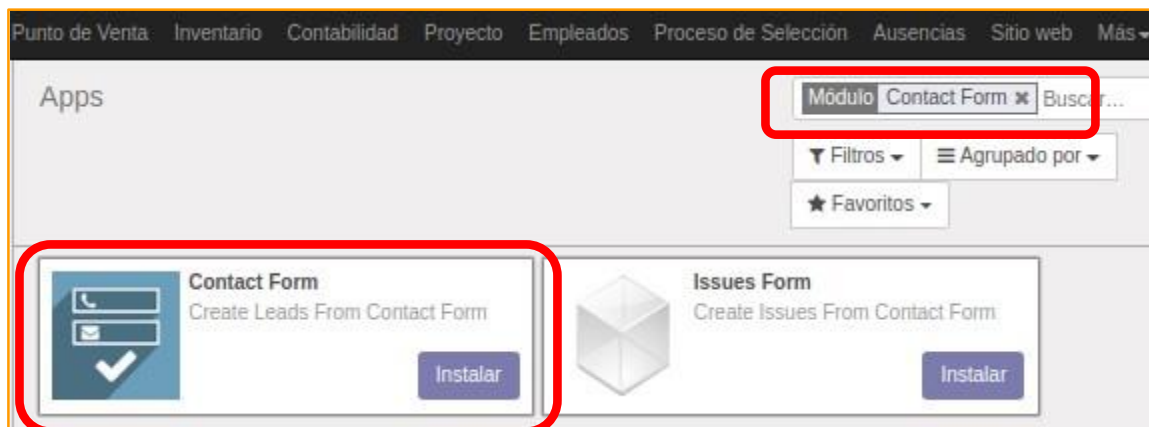 Punto de Venta Inventario Contabilidad Proyecto Empleados Proceso de Selección Ausencias Sitio web Más
Apps
Módulo Contact Form Buscar...
Filtros Agrupado por
Favoritos
Contact Form
Create Leads From Contact Form
Instalar
Issues Form
Create Issues From Contact Form
Instalar